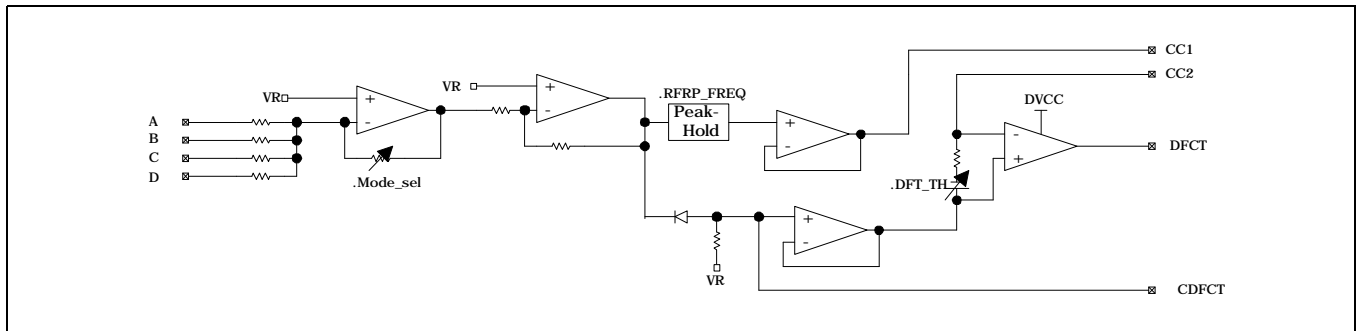 CC1
CC2
VR
VR
.RFRP_FREQ
Peak-
Hold
DVCC
A
B
C
D
+
-
+
-
+
-
-
+
DFCT
.Mode_sel
.DFT_TH
+
-
VR
CDFCT